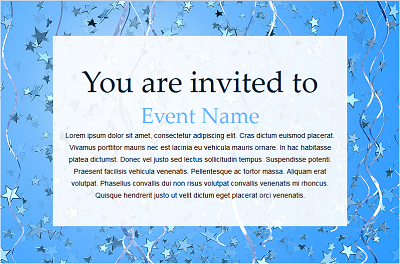 You are invited to
Event Name
Lorem ipsum dolor sit amet, consectetur adipiscing elit. Cras dictum euismod placerat.
Vivamus porttitor mauris nec est lacinia eu vehicula mauris ornare. In hac habitasse
platea dictumst. Donec vel justo sed lectus sollicitudin tempus. Suspendisse potenti.
Praesent facilisis vehicula venenatis. Pellentesque ac tortor massa. Aliquam erat
volutpat. Phasellus convallis dui non risus volutpat convallis venenatis mi rhoncus.
Quisque hendrerit justo ut velit dictum eget placerat orci venenatis.